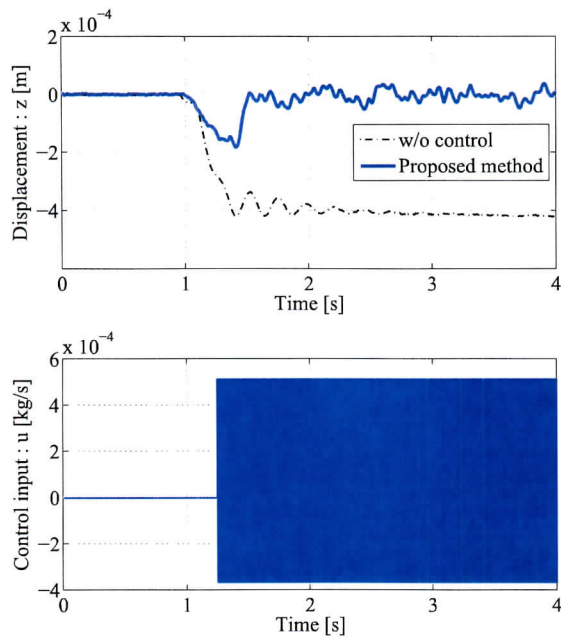 x 10⁻⁴
2
0
−2
−4
Displacement : z [m]
w/o control
Proposed method
0
1
2
3
4
Time [s]
x 10⁻⁴
6
4
2
0
−2
−4
Control input : u [kg/s]
0
1
2
3
4
Time [s]